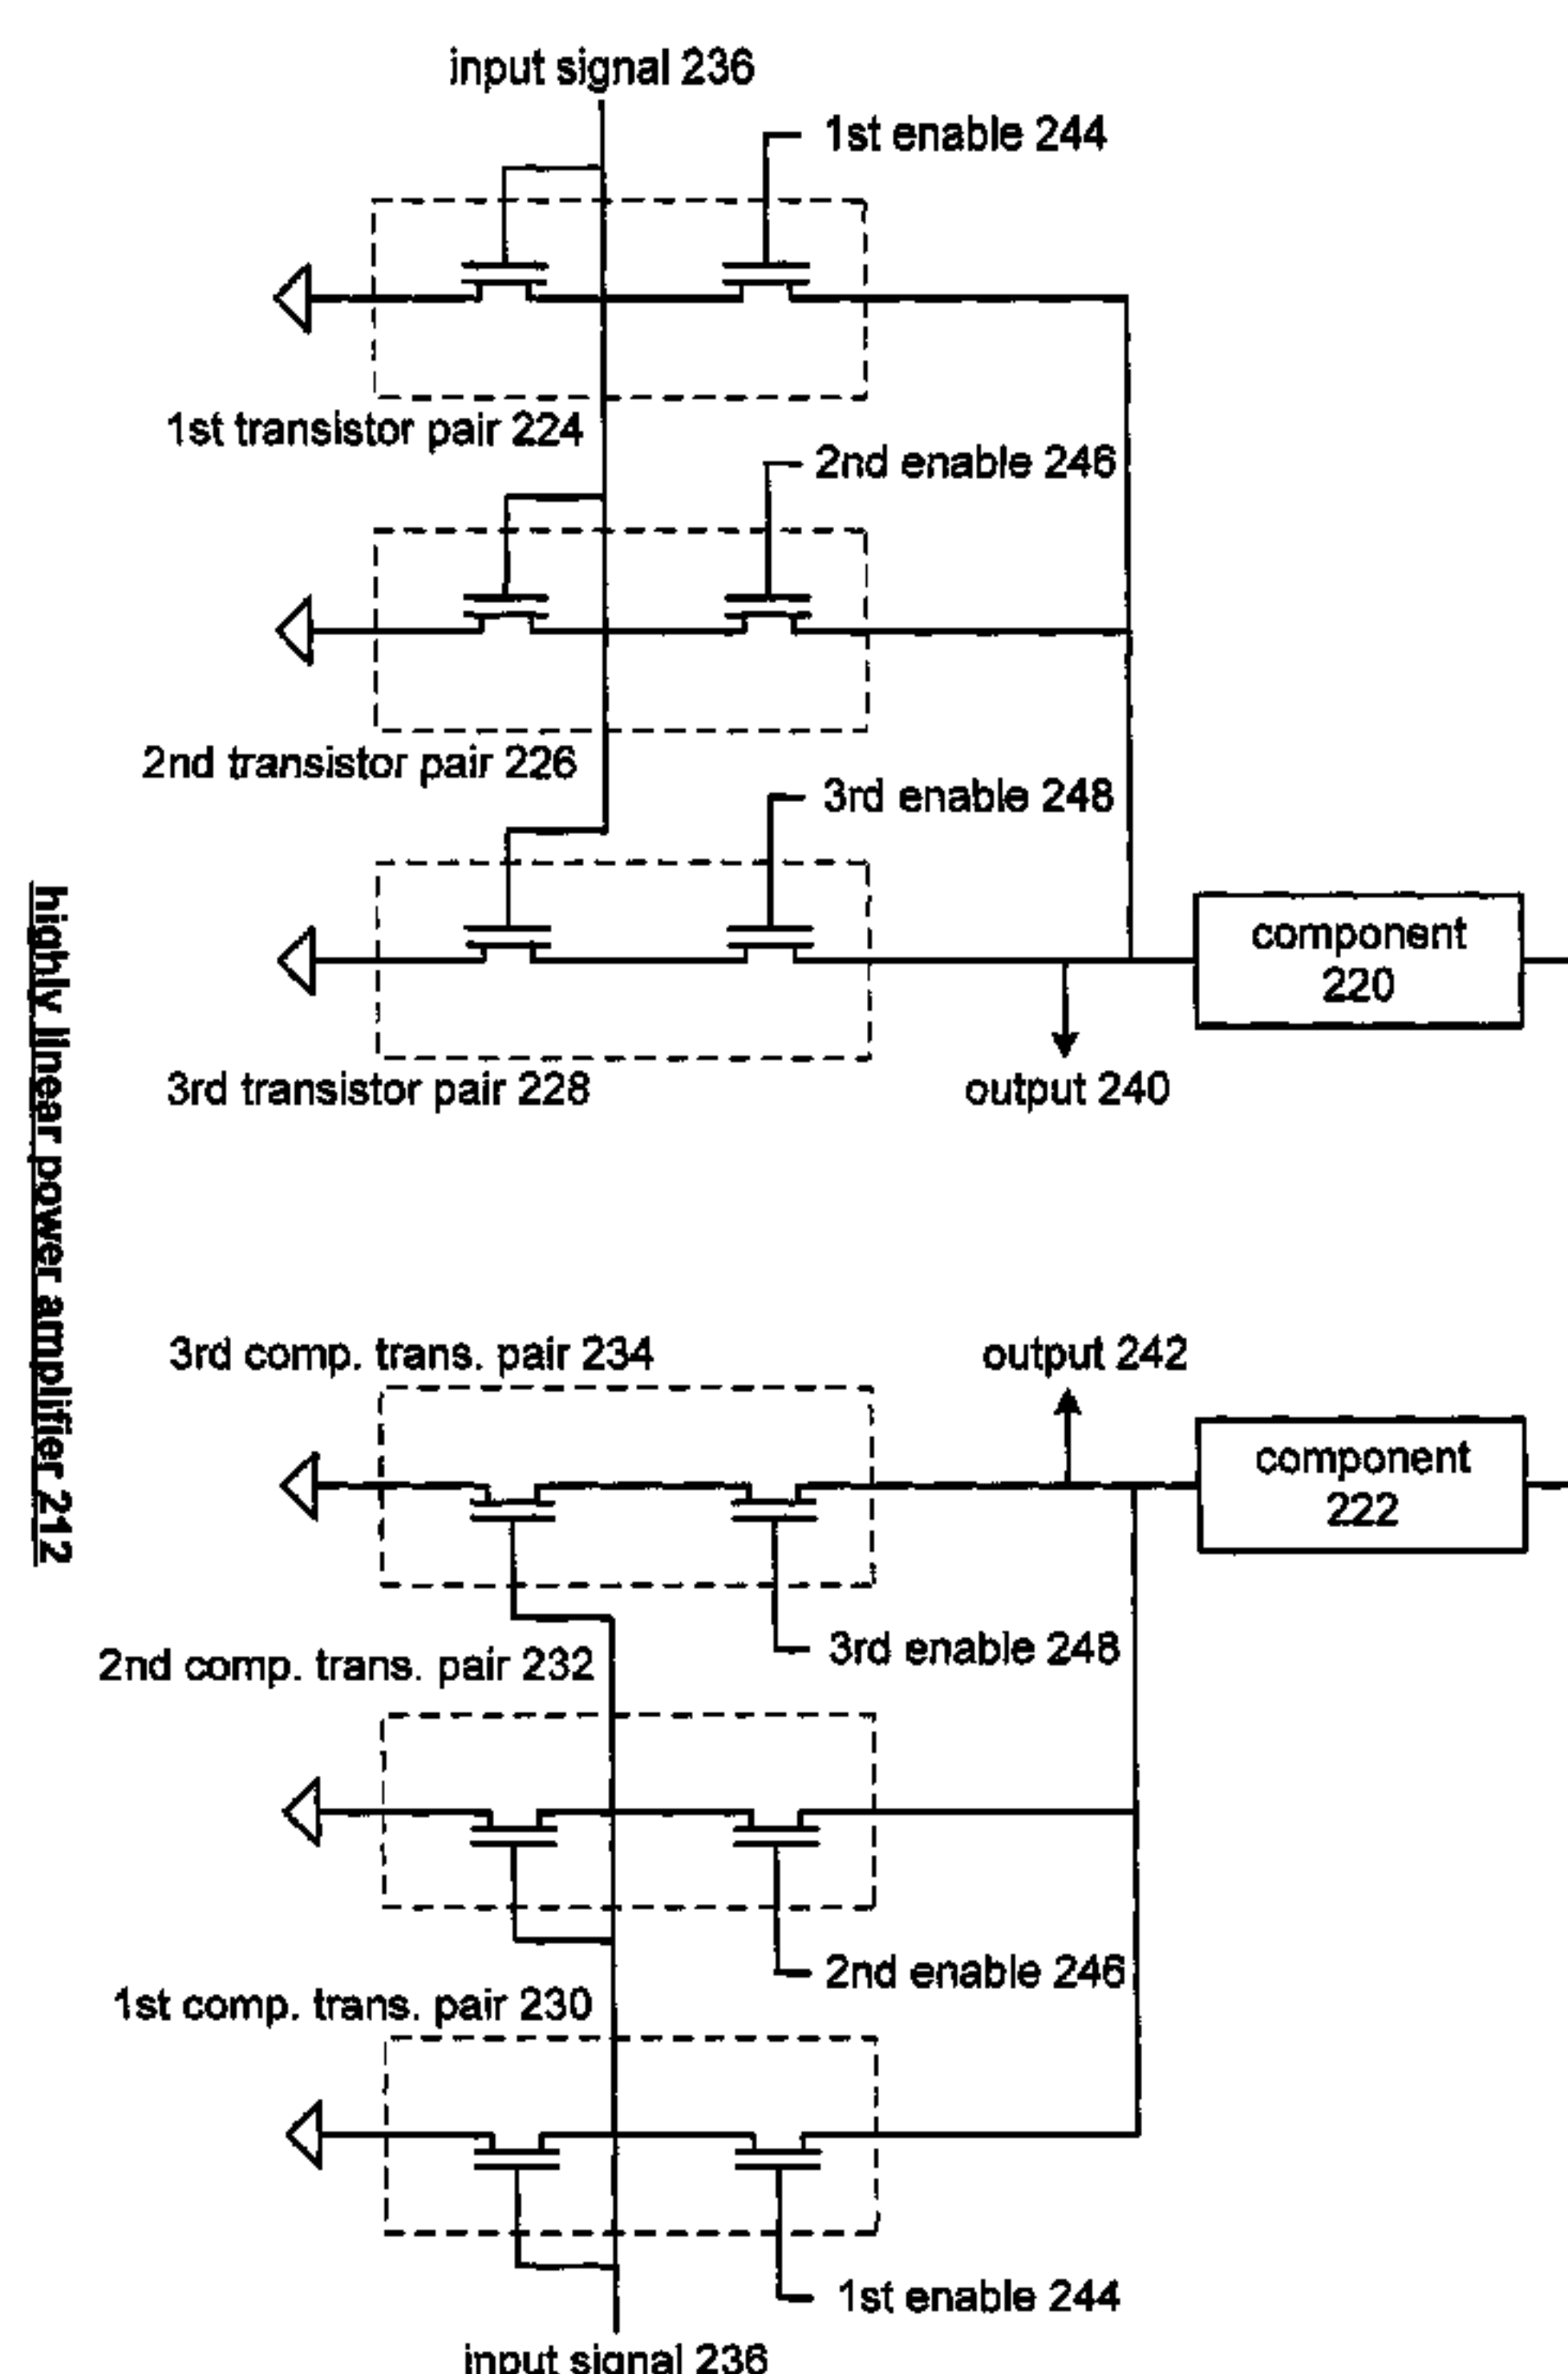 input signal 236
1st enable 244
1st transistor pair 224
2nd enable 246
2nd transistor pair 226
3rd enable 248
component
220
3rd transistor pair 228
output 240
highly linear power amplifier 212
3rd comp. trans. pair 234
output 242
component
222
3rd enable 248
2nd comp. trans. pair 232
2nd enable 246
1st comp. trans. pair 230
1st enable 244
input signal 236